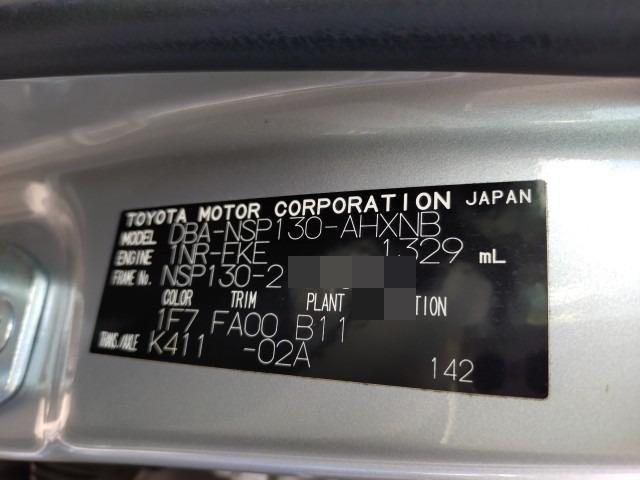 TOYOTA MOTOR CORPORATION JAPAN
MODEL DBA-NSP130-AHXNB
ENGINE 1NR-FKE 1329 mL
FRAME No. NSP130-2
COLOR TRIM PLANT TION
1F7 FA00 B11
TRANS./AXLE K411 -02A
142